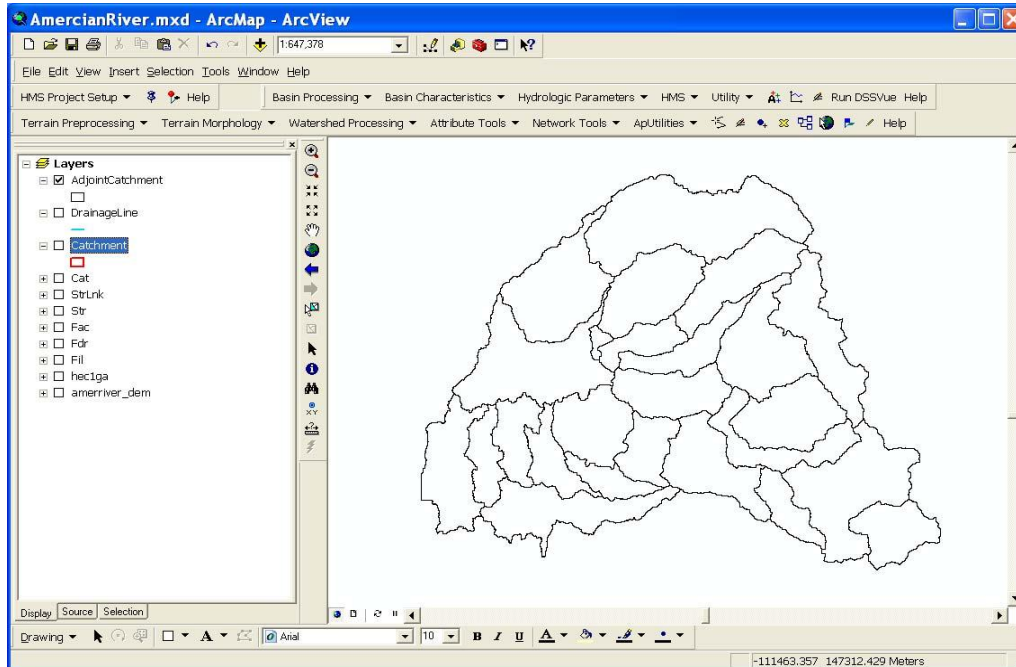 AmercianRiver.mxd - ArcMap - ArcView
1:647,378
File Edit View Insert Selection Tools Window Help
HMS Project Setup Help Basin Processing Basin Characteristics Hydrologic Parameters HMS Utility Run DSSVue Help
Terrain Preprocessing Terrain Morphology Watershed Processing Attribute Tools Network Tools ApUtilities Help
Layers
AdjointCatchment
DrainageLine
Catchment
Cat
StrLnk
Str
Fac
Fdr
Fil
hec1ga
amerriver_dem
Display Source Selection
Drawing A Arial 10 B I U A
-111463.357 147312.429 Meters